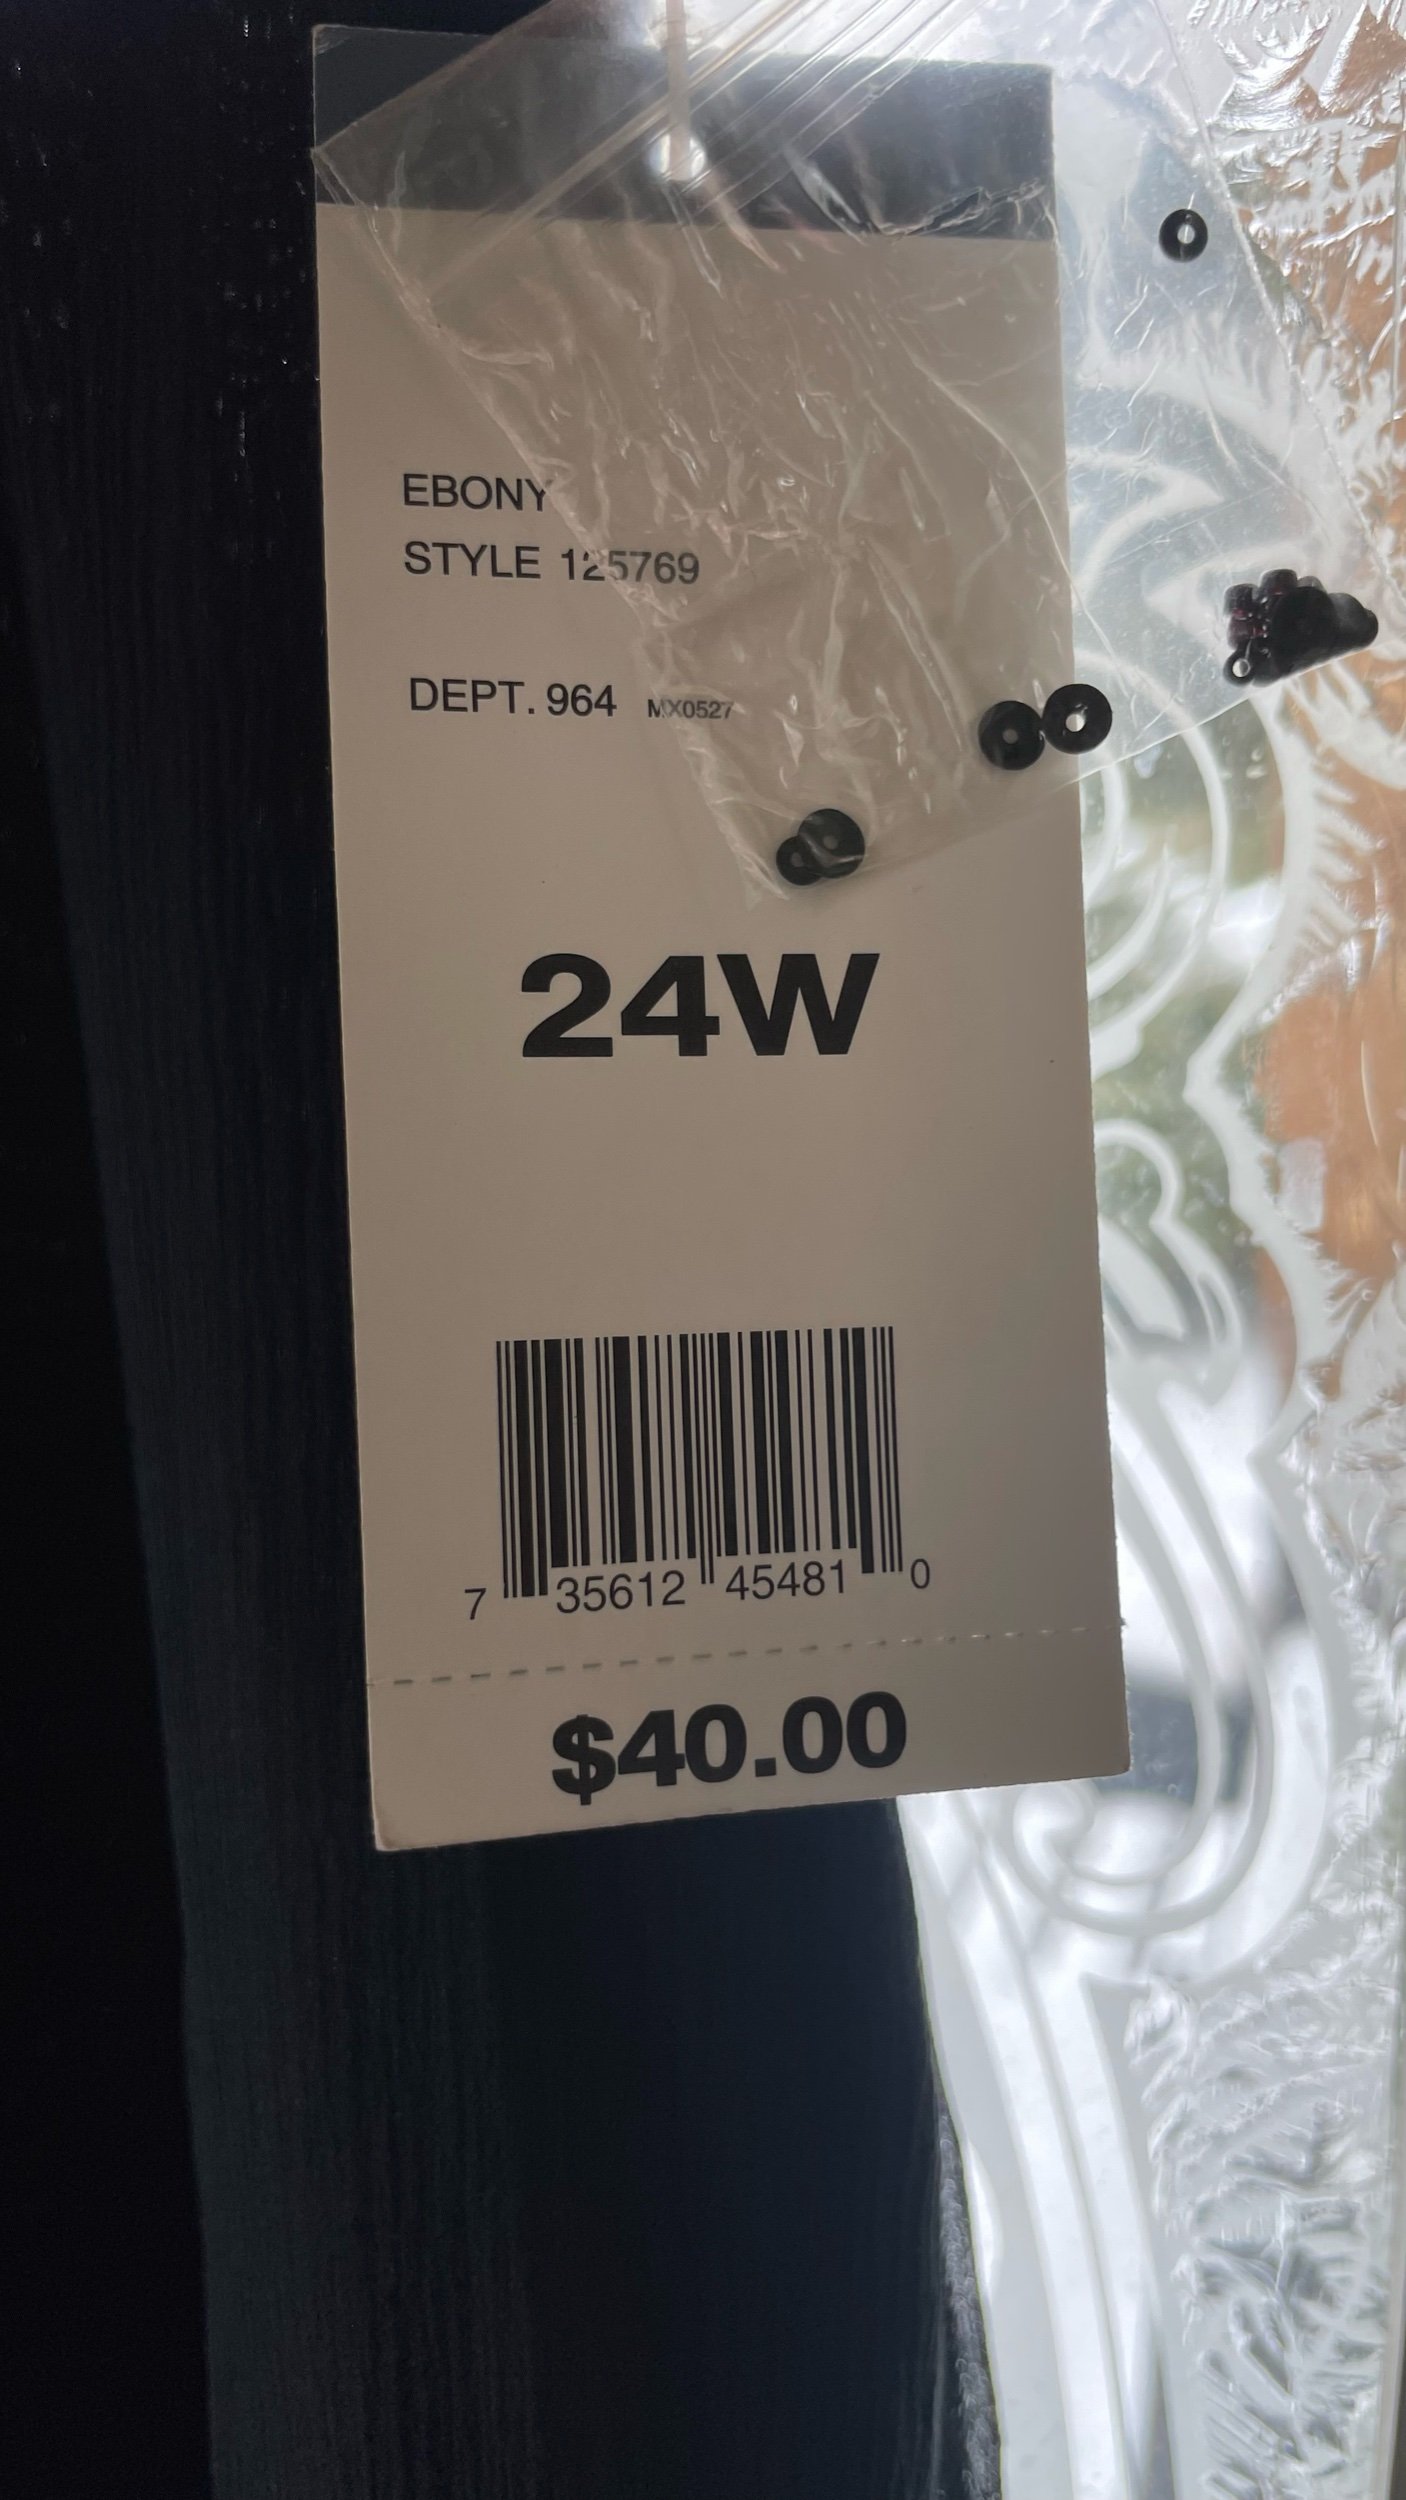 EBONY
STYLE 125769
DEPT. 964 MX0527
24W
7 35612 45481 0
$40.00